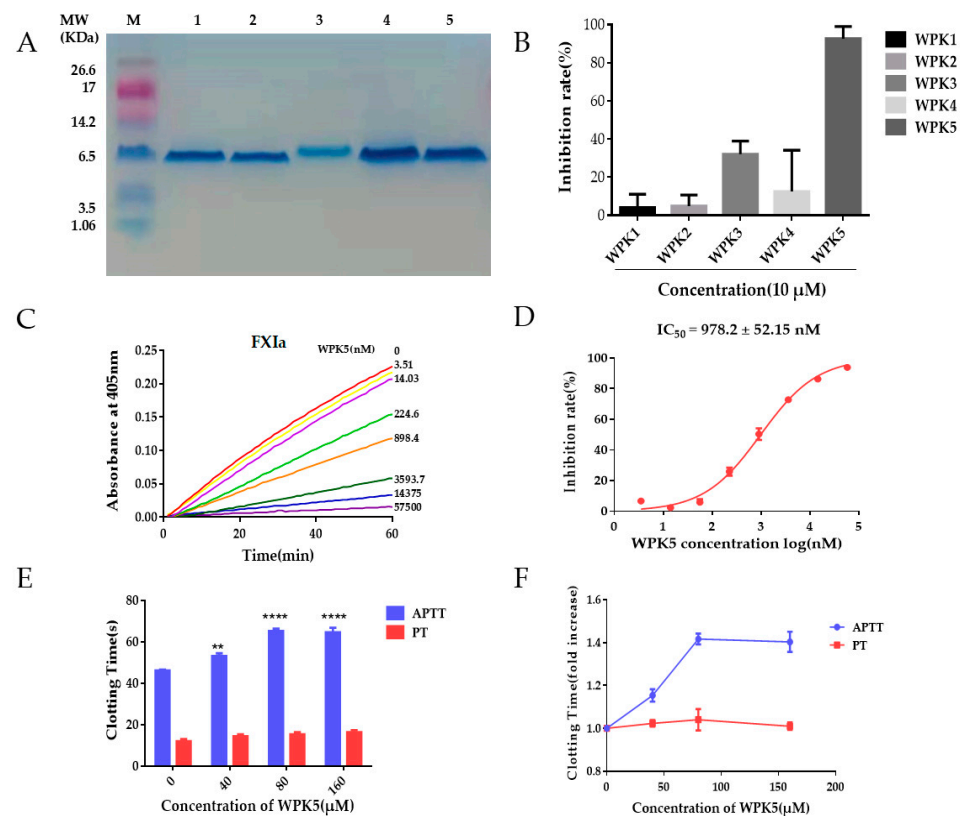 A
MW
(KDa)
M 1 2 3 4 5
26.6
17
14.2
6.5
3.5
1.06
B
Inhibition rate(%)
100
80
60
40
20
0
WPK1
WPK2
WPK3
WPK4
WPK5
WPK1 WPK2 WPK3 WPK4 WPK5
Concentration(10 μM)
C
FXIa
WPK5(nM) 0
3.51
14.03
224.6
898.4
3593.7
14375
57500
Absorbance at 405nm
0.25
0.20
0.15
0.10
0.05
0.00
0 20 40 60
Time(min)
D
IC50 = 978.2 ± 52.15 nM
Inhibition rate(%)
100
80
60
40
20
0
0 1 2 3 4 5
WPK5 concentration log(nM)
E
Clotting Time(s)
80
60
40
20
0
** **** ****
APTT
PT
0 40 80 160
Concentration of WPK5(μM)
F
Clotting Time(fold increase)
1.6
1.4
1.2
1.0
0.8
APTT
PT
0 50 100 150 200
Concentration of WPK5(μM)